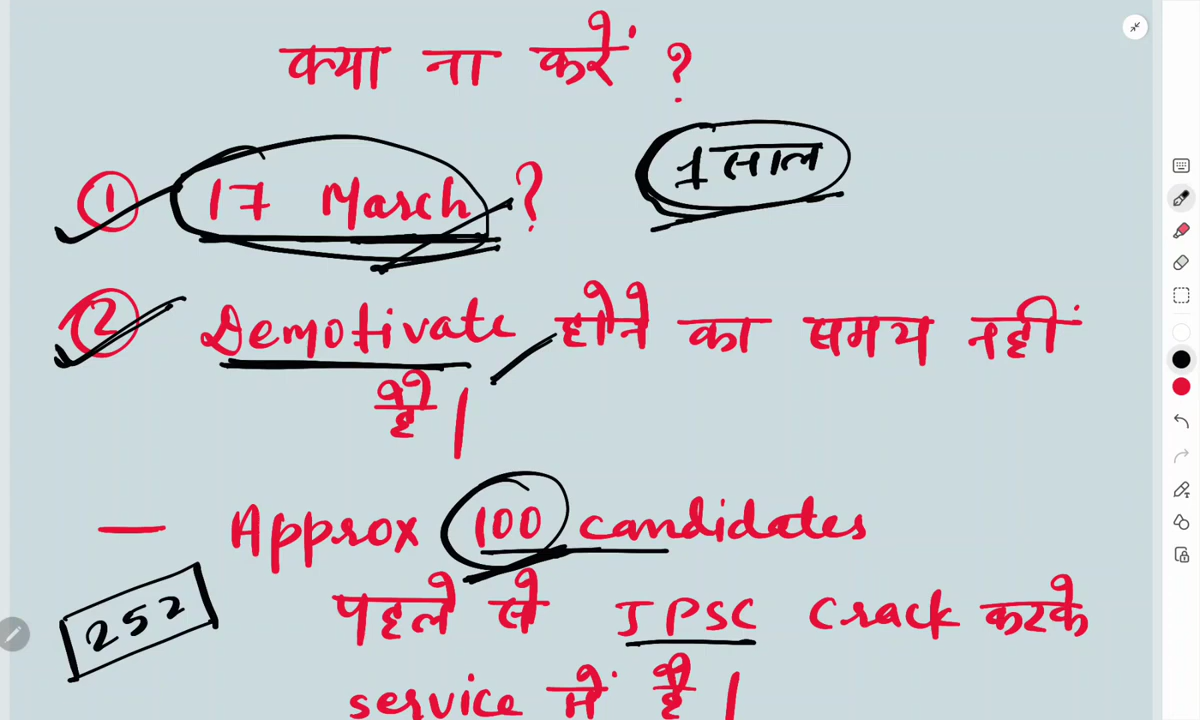 क्या ना करें ?
① 17 March ?
1 साल
② Demotivate होने का समय नहीं
है।
— Approx 100 candidates
252
पहले से JPSC Crack करके
service में है।